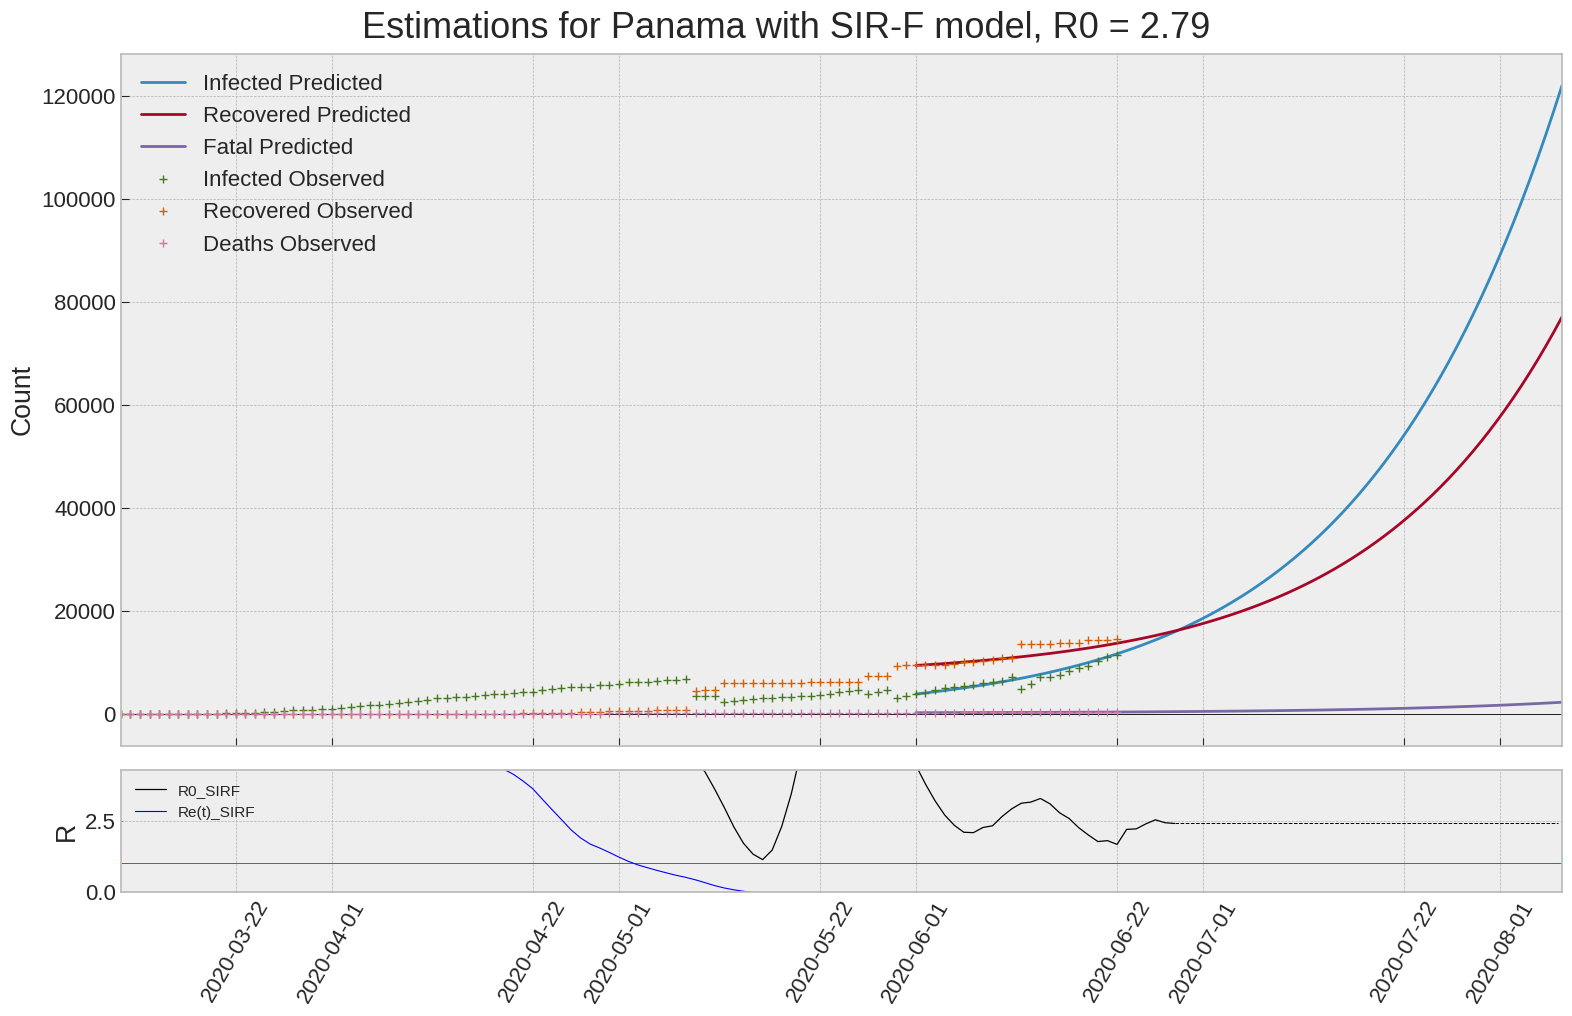 Estimations for Panama with SIR-F model, R0 = 2.79
120000
100000
80000
60000
40000
20000
0
Count
Infected Predicted
Recovered Predicted
Fatal Predicted
Infected Observed
Recovered Observed
Deaths Observed
R
2.5
0.0
R0_SIRF
Re(t)_SIRF
2020-03-22
2020-04-01
2020-04-22
2020-05-01
2020-05-22
2020-06-01
2020-06-22
2020-07-01
2020-07-22
2020-08-01